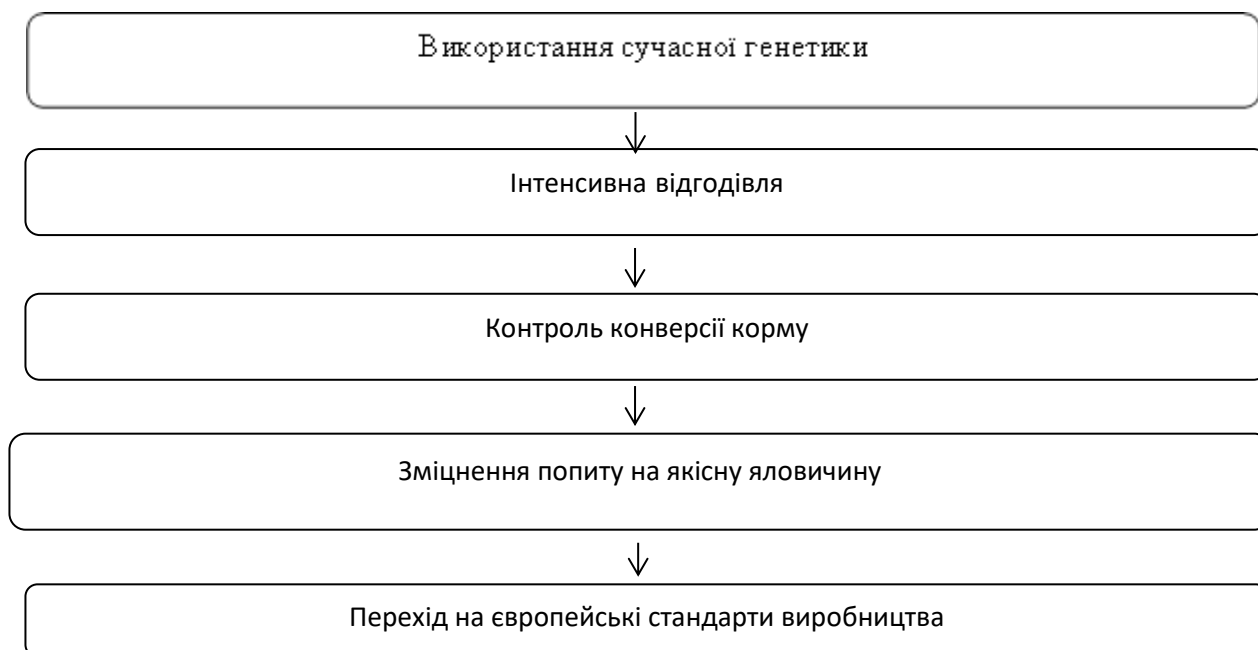 Використання сучасної генетики
Інтенсивна відгодівля
Контроль конверсії корму
Зміцнення попиту на якісну яловичину
Перехід на європейські стандарти виробництва